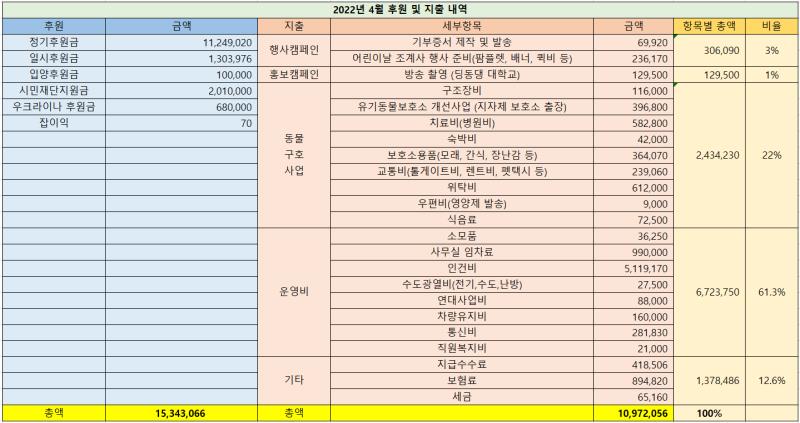 2022년 4월 후원 및 지출 내역
후원 금액 지출 세부항목 금액 항목별 총액 비율
정기후원금 11,249,020 행사캠페인 기부증서 제작 및 발송 69,920 306,090 3%
일시후원금 1,303,976 어린이날 조계사 행사 준비(팜플렛, 배너, 퀵비 등) 236,170
입양후원금 100,000 홍보캠페인 방송 촬영 (딩동댕 대학교) 129,500 129,500 1%
시민재단지원금 2,010,000 동물 구호 사업 구조장비 116,000 2,434,230 22%
우크라이나 후원금 680,000 유기동물보호소 개선사업 (지자체 보호소 출장) 396,800
잡이익 70 치료비(병원비) 582,800
숙박비 42,000
보호소용품(모래, 간식, 장난감 등) 364,070
교통비(톨게이트비, 렌트비, 펫택시 등) 239,060
위탁비 612,000
우편비(영양제 발송) 9,000
식음료 72,500
운영비 소모품 36,250 6,723,750 61.3%
사무실 임차료 990,000
인건비 5,119,170
수도광열비(전기,수도,난방) 27,500
연대사업비 88,000
차량유지비 160,000
통신비 281,830
직원복지비 21,000
기타 지급수수료 418,506 1,378,486 12.6%
보험료 894,820
세금 65,160
총액 15,343,066 총액 10,972,056 100%